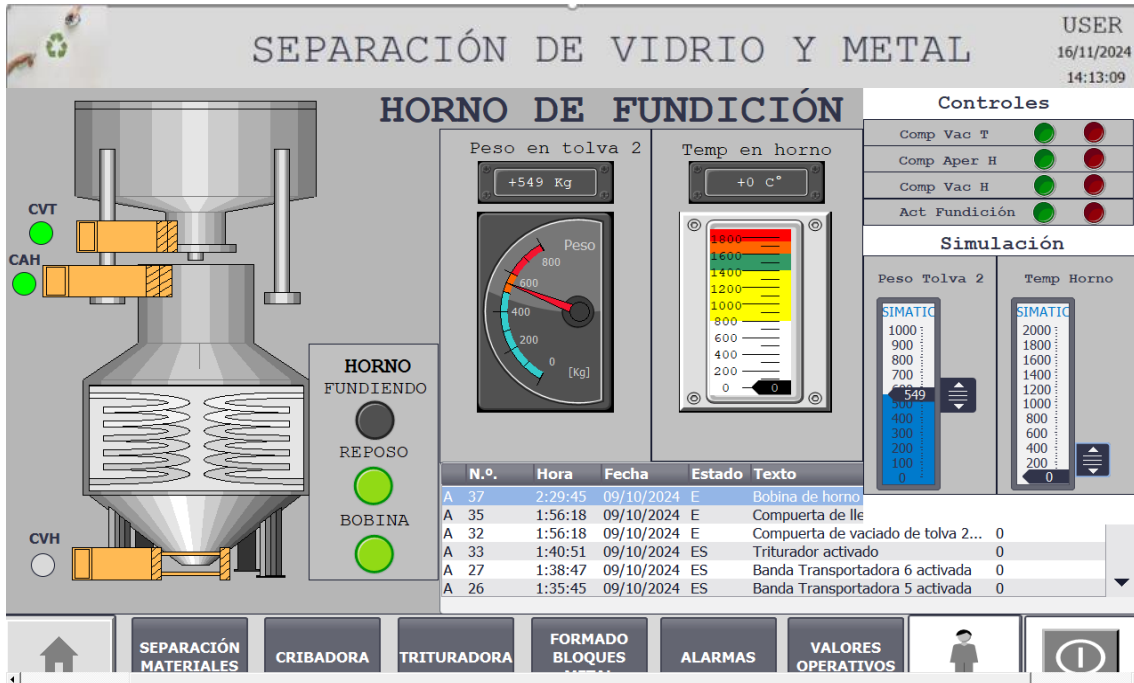 SEPARACIÓN DE VIDRIO Y METAL
USER
16/11/2024
14:13:09
HORNO DE FUNDICIÓN
Controles
Comp Vac T
Comp Aper H
Comp Vac H
Act Fundición
Peso en tolva 2
+549 Kg
Temp en horno
+0 C°
Peso
800
600
400
200
0
[Kg]
1800
1600
1400
1200
1000
800
600
400
200
0
0
Simulación
Peso Tolva 2
SIMATIC
1000
900
800
700
549
500
400
300
200
100
0
Temp Horno
SIMATIC
2000
1800
1600
1400
1200
1000
800
600
400
200
0
CVT
CAH
CVH
HORNO
FUNDIENDO
REPOSO
BOBINA
N.º. Hora Fecha Estado Texto
A 37 2:29:45 09/10/2024 E Bobina de horno
A 35 1:56:18 09/10/2024 E Compuerta de lle
A 32 1:56:18 09/10/2024 E Compuerta de vaciado de tolva 2... 0
A 33 1:40:51 09/10/2024 ES Triturador activado 0
A 27 1:38:47 09/10/2024 ES Banda Transportadora 6 activada 0
A 26 1:35:45 09/10/2024 ES Banda Transportadora 5 activada 0
SEPARACIÓN
MATERIALES
CRIBADORA
TRITURADORA
FORMADO
BLOQUES
METAL
ALARMAS
VALORES
OPERATIVOS